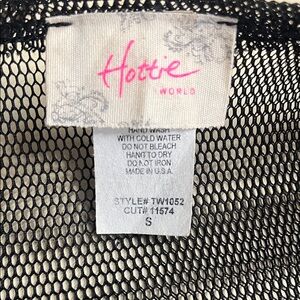 Hottie
WORLD
HAND WASH
WITH COLD WATER
DO NOT BLEACH
HANG TO DRY
DO NOT IRON
MADE IN U.S.A.
STYLE# TW1052
CUT# 11574
S